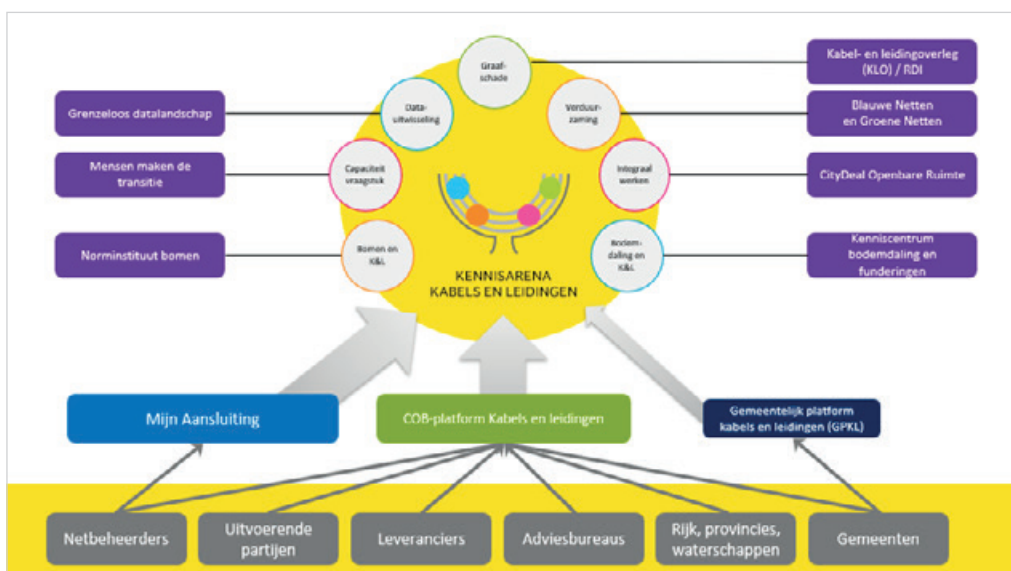 Graaf-
schade
Kabel- en leidingoverleg
(KLO) / RDI
Grenzeloos datalandschap
Data-
uitwisseling
Verduur-
zaming
Blauwe Netten
en Groene Netten
Mensen maken de
transitie
Capaciteit
vraagstuk
Integraal
werken
CityDeal Openbare Ruimte
Norminstituut bomen
Bomen en
K&L
Bodem-
daling en
K&L
Kenniscentrum
bodemdaling en
funderingen
KENNISARENA
KABELS EN LEIDINGEN
Mijn Aansluiting
COB-platform Kabels en leidingen
Gemeentelijk platform
kabels en leidingen (GPKL)
Netbeheerders
Uitvoerende
partijen
Leveranciers
Adviesbureaus
Rijk, provincies,
waterschappen
Gemeenten